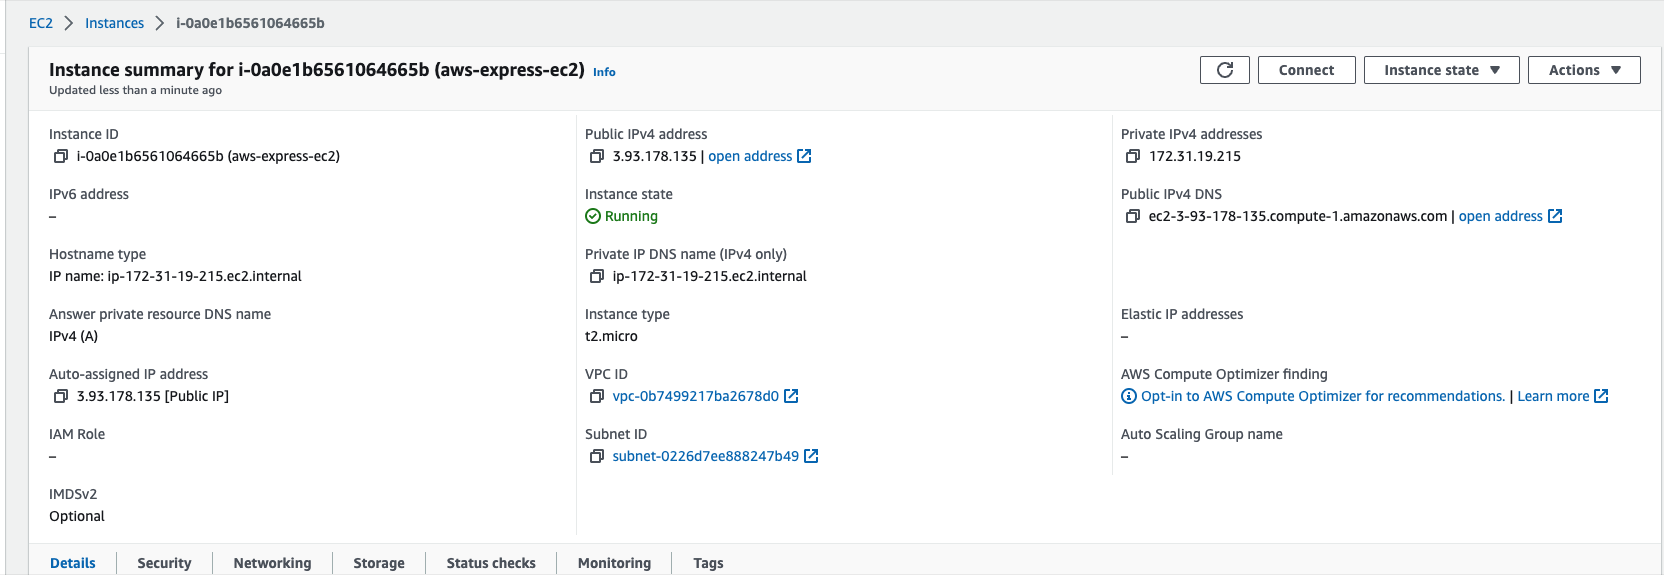 EC2 > Instances > i-0a0e1b6561064665b
Instance summary for i-0a0e1b6561064665b (aws-express-ec2) Info
Updated less than a minute ago
Connect
Instance state
Actions
Instance ID
i-0a0e1b6561064665b (aws-express-ec2)
IPv6 address
–
Hostname type
IP name: ip-172-31-19-215.ec2.internal
Answer private resource DNS name
IPv4 (A)
Auto-assigned IP address
3.93.178.135 [Public IP]
IAM Role
–
IMDSv2
Optional
Public IPv4 address
3.93.178.135 | open address
Instance state
Running
Private IP DNS name (IPv4 only)
ip-172-31-19-215.ec2.internal
Instance type
t2.micro
VPC ID
vpc-0b7499217ba2678d0
Subnet ID
subnet-0226d7ee888247b49
Private IPv4 addresses
172.31.19.215
Public IPv4 DNS
ec2-3-93-178-135.compute-1.amazonaws.com | open address
Elastic IP addresses
–
AWS Compute Optimizer finding
Opt-in to AWS Compute Optimizer for recommendations. | Learn more
Auto Scaling Group name
–
Details
Security
Networking
Storage
Status checks
Monitoring
Tags